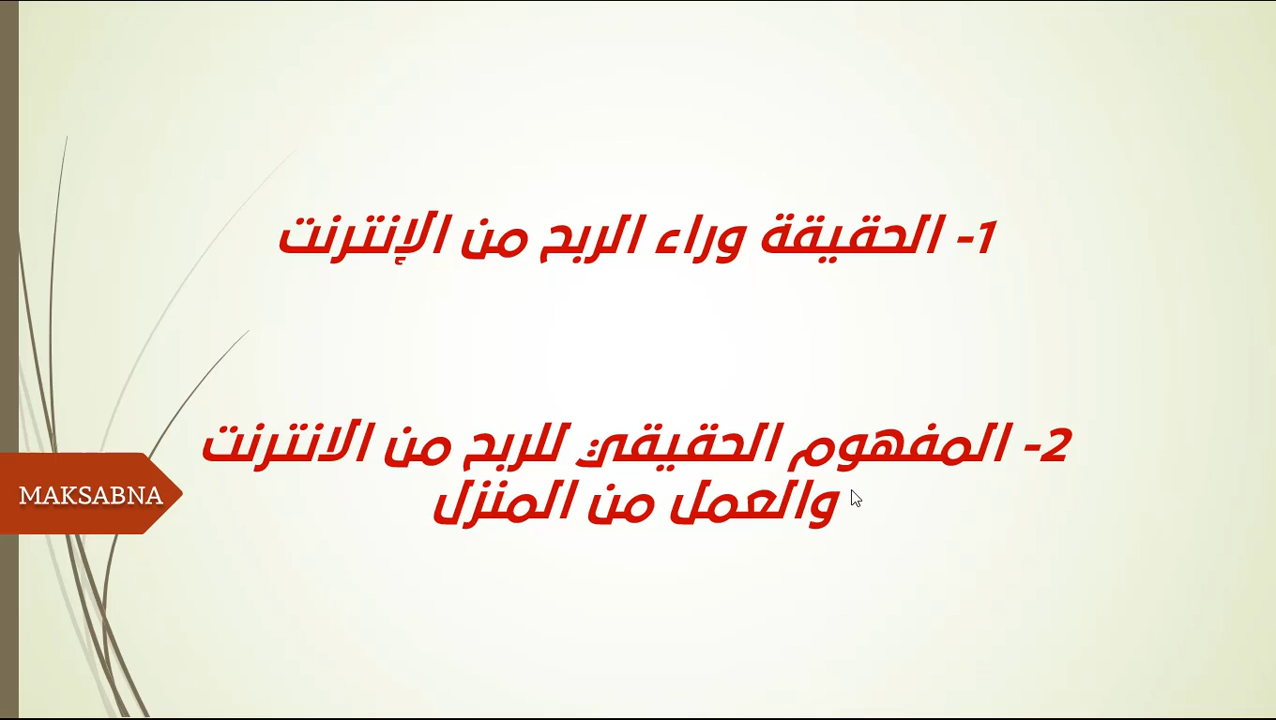 1- الحقيقة وراء الربح من الإنترنت
2- المفهوم الحقيقي للربح من الانترنت
والعمل من المنزل
MAKSABNA